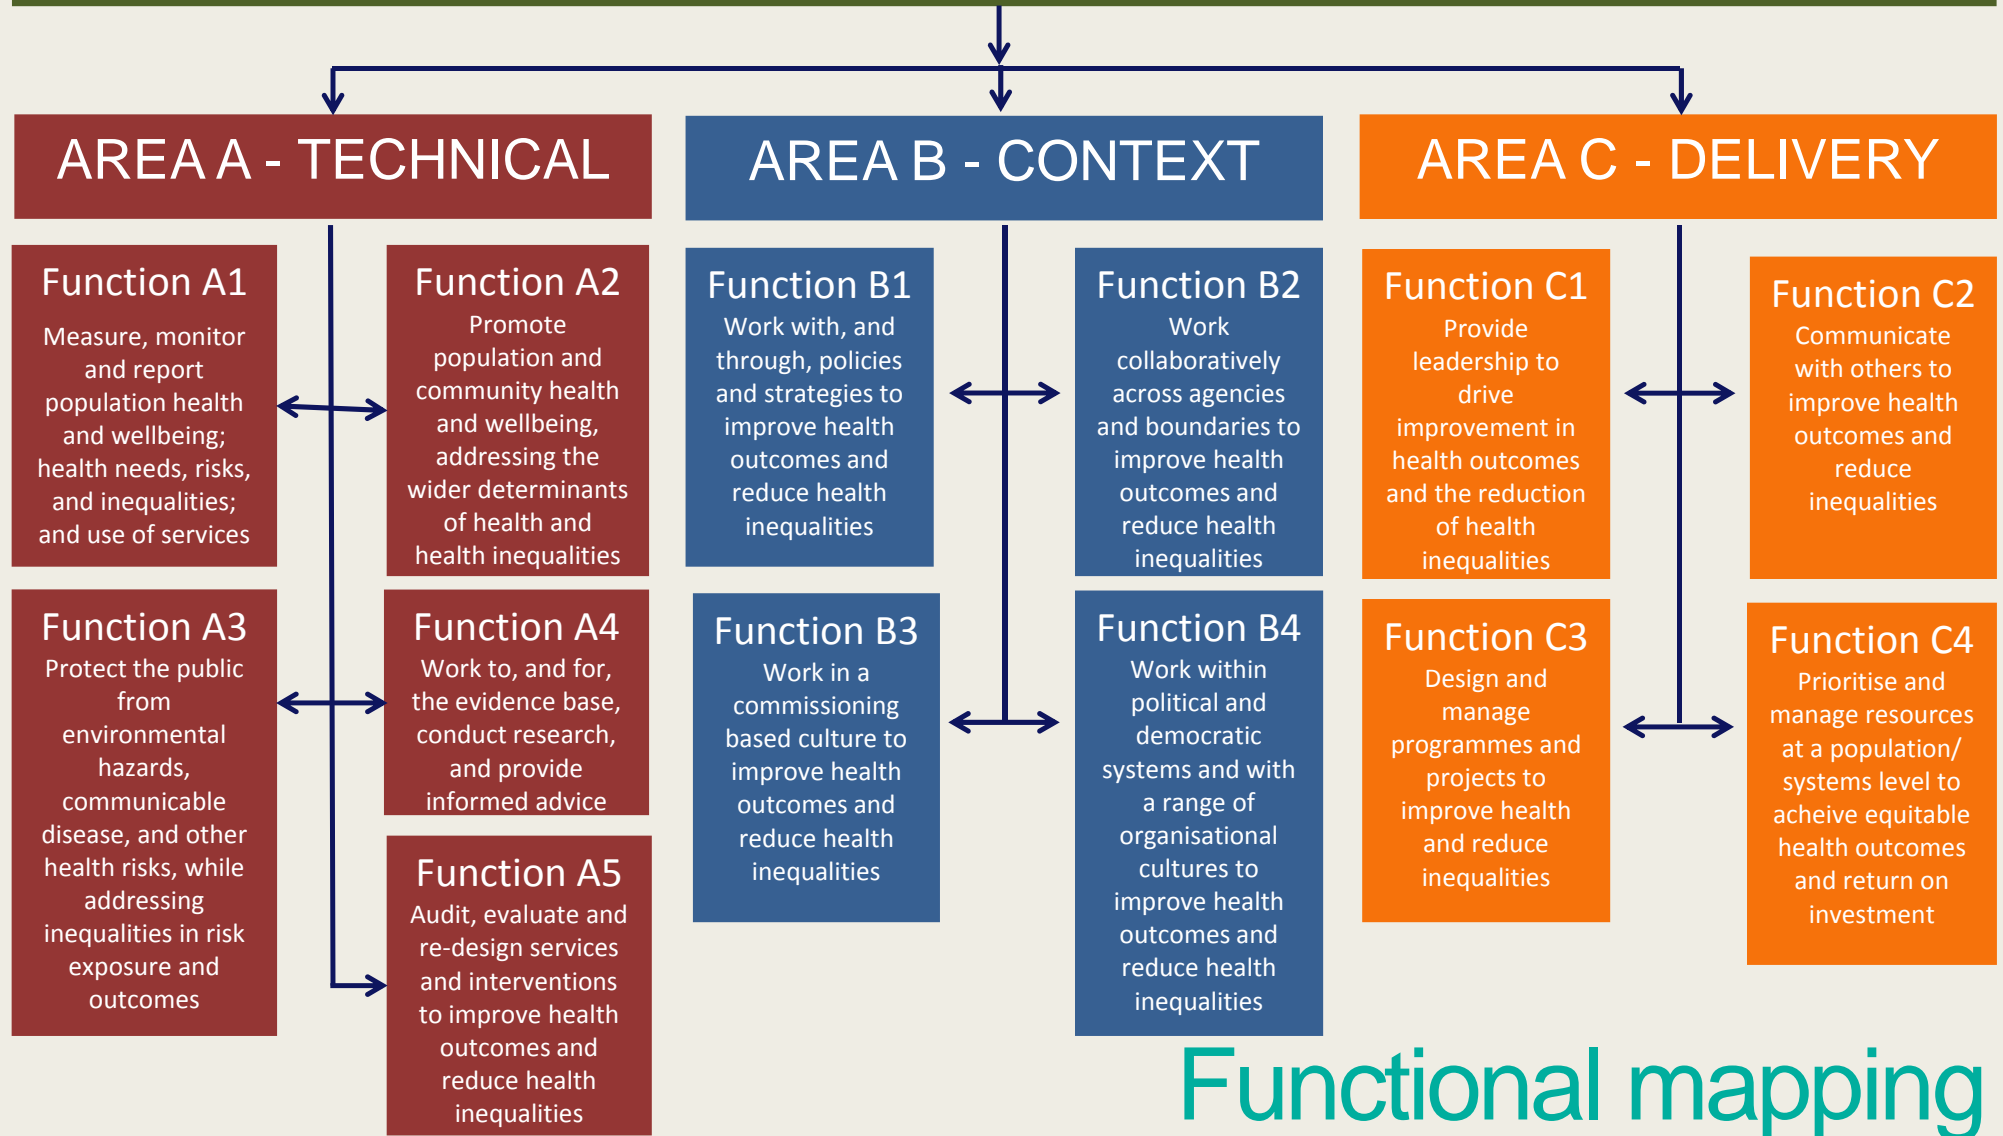 AREA A - TECHNICAL
Function A1
Measure, monitor
and report
population health
and wellbeing;
health needs, risks,
and inequalities;
and use of services
Function A2
Promote
population and
community health
and wellbeing,
addressing the
wider determinants
of health and
health inequalities
Function A3
Protect the public
from
environmental
hazards,
communicable
disease, and other
health risks, while
addressing
inequalities in risk
exposure and
outcomes
Function A4
Work to, and for,
the evidence base,
conduct research,
and provide
informed advice
Function A5
Audit, evaluate and
re-design services
and interventions
to improve health
outcomes and
reduce health
inequalities
AREA B - CONTEXT
Function B1
Work with, and
through, policies
and strategies to
improve health
outcomes and
reduce health
inequalities
Function B2
Work
collaboratively
across agencies
and boundaries to
improve health
outcomes and
reduce health
inequalities
Function B3
Work in a
commissioning
based culture to
improve health
outcomes and
reduce health
inequalities
Function B4
Work within
political and
democratic
systems and with
a range of
organisational
cultures to
improve health
outcomes and
reduce health
inequalities
AREA C - DELIVERY
Function C1
Provide
leadership to
drive
improvement in
health outcomes
and the reduction
of health
inequalities
Function C2
Communicate
with others to
improve health
outcomes and
reduce
inequalities
Function C3
Design and
manage
programmes and
projects to
improve health
and reduce
inequalities
Function C4
Prioritise and
manage resources
at a population/
systems level to
acheive equitable
health outcomes
and return on
investment
Functional mapping